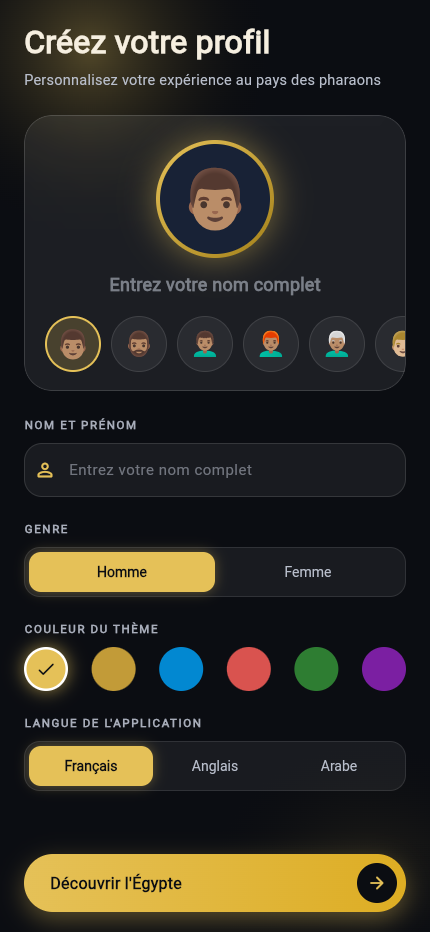 Créez votre profil
Personnalisez votre expérience au pays des pharaons
Entrez votre nom complet
NOM ET PRÉNOM
Entrez votre nom complet
GENRE
Homme Femme
COULEUR DU THÈME
LANGUE DE L'APPLICATION
Français Anglais Arabe
Découvrir l'Égypte